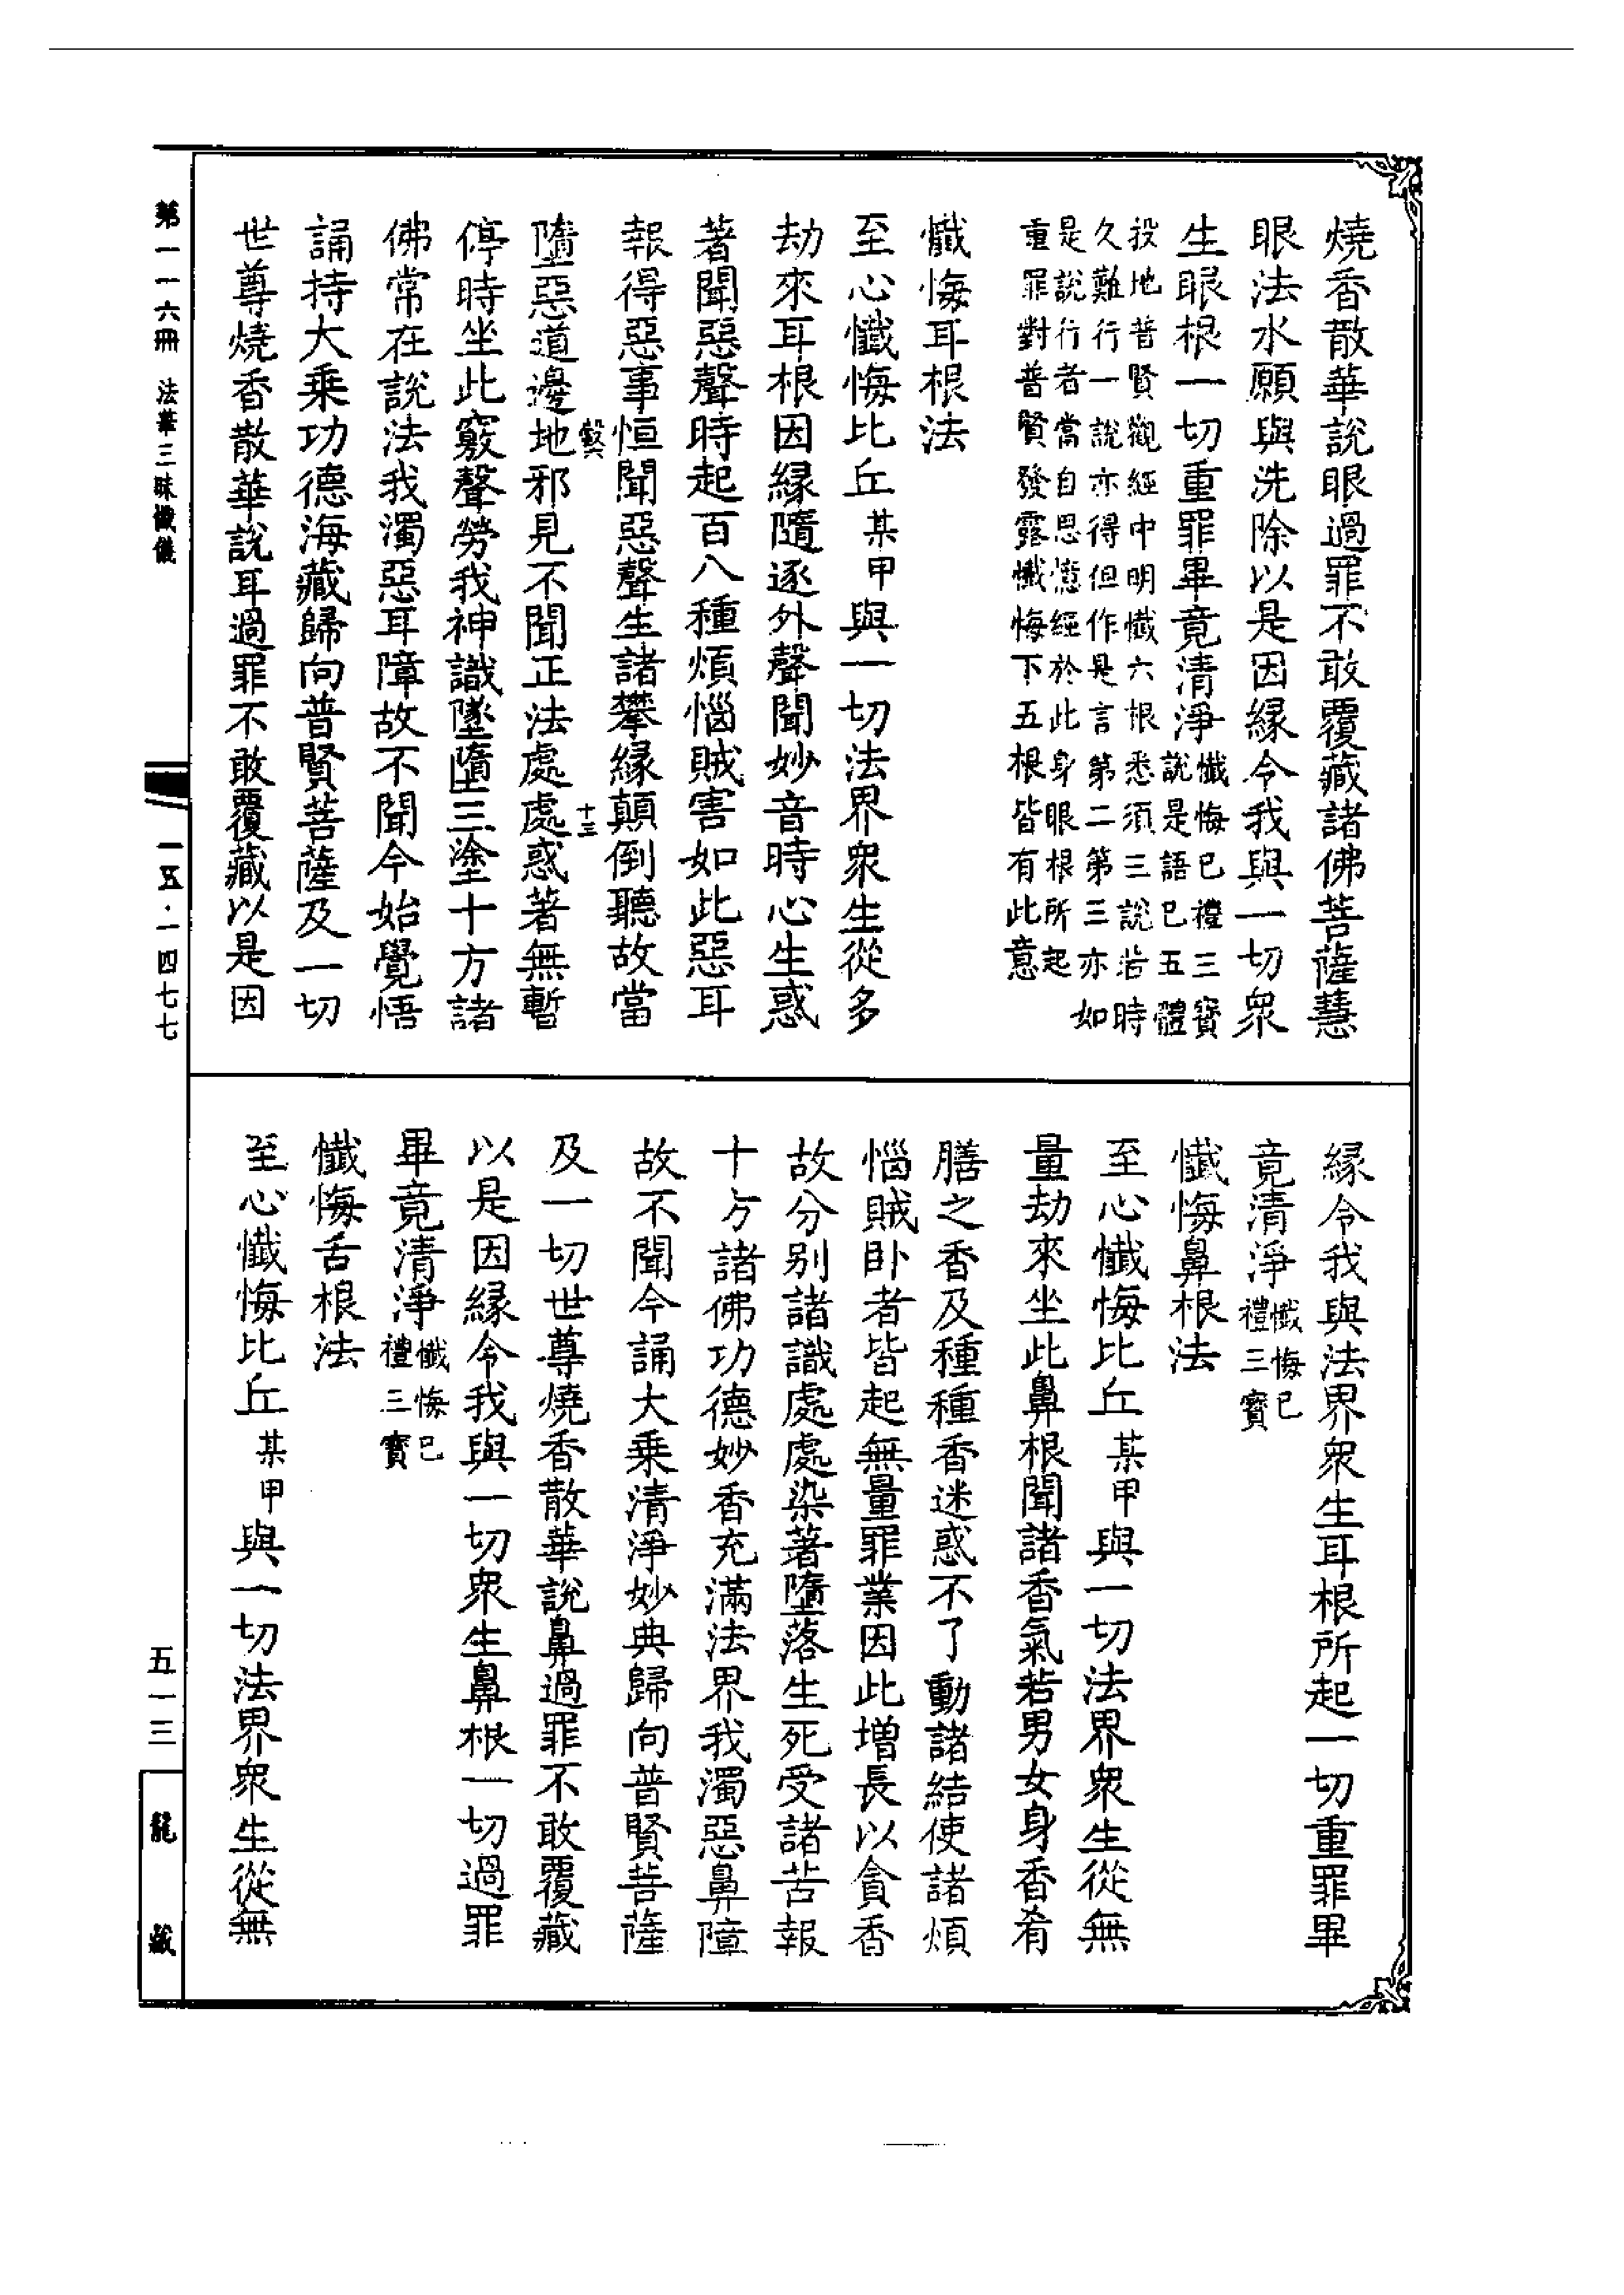 燒香散華說眼過罪不敢覆藏諸佛菩薩慧
眼法水願與洗除以是因緣令我與一切眾
生眼根一切重罪畢竟清淨懺悔已禮三寶
說是語已五體
投地普賢觀經中明懺六根悉須三說若時
久難行一說亦得但作是言第二第三亦如
是說行者當自思憶經於此身眼根所起
重罪對普賢發露懺悔下五根皆有此意
懺悔耳根法
至心懺悔比丘某甲與一切法界眾生從多
劫來耳根因緣隨逐外聲聞妙音時心生惑
著聞惡聲時起百八種煩惱賊害如此惡耳
報得惡事恒聞惡聲生諸攀緣顛倒聽故當
墮惡道邊地邪見不聞正法處處惑著無暫
十三
停時坐此竅聲勞我神識墜墮三塗十方諸
佛常在說法我濁惡耳障故不聞今始覺悟
誦持大乘功德海藏歸向普賢菩薩及一切
世尊燒香散華說耳過罪不敢覆藏以是因
緣令我與法界眾生耳根所起一切重罪畢
竟清淨懺悔已
禮三寶
懺悔鼻根法
至心懺悔比丘某甲與一切法界眾生從無
量劫來坐此鼻根聞諸香氣若男女身香肴
膳之香及種種香迷惑不了動諸結使諸煩
惱賊臥者皆起無量罪業因此增長以貪香
故分別諸識處處染著墮落生死受諸苦報
十方諸佛功德妙香充滿法界我濁惡鼻障
故不聞今誦大乘清淨妙典歸向普賢菩薩
及一切世尊燒香散華說鼻過罪不敢覆藏
以是因緣令我與一切眾生鼻根一切過罪
畢竟清淨懺悔已
禮三寶
懺悔舌根法
至心懺悔比丘某甲與一切法界眾生從無
第一一六冊 法華三昧懺儀
一五·一四七七
五一三
龍藏